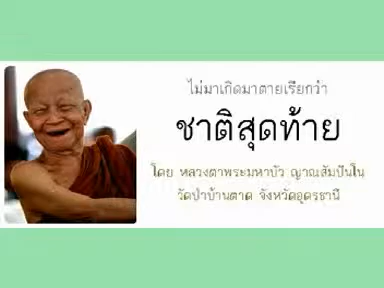 ไม่มาเกิดมาตายเรียกว่า
ชาติสุดท้าย
โดย หลวงตาพระมหาบัว ญาณสัมปันโน
วัดป่าบ้านตาด จังหวัดอุดรธานี